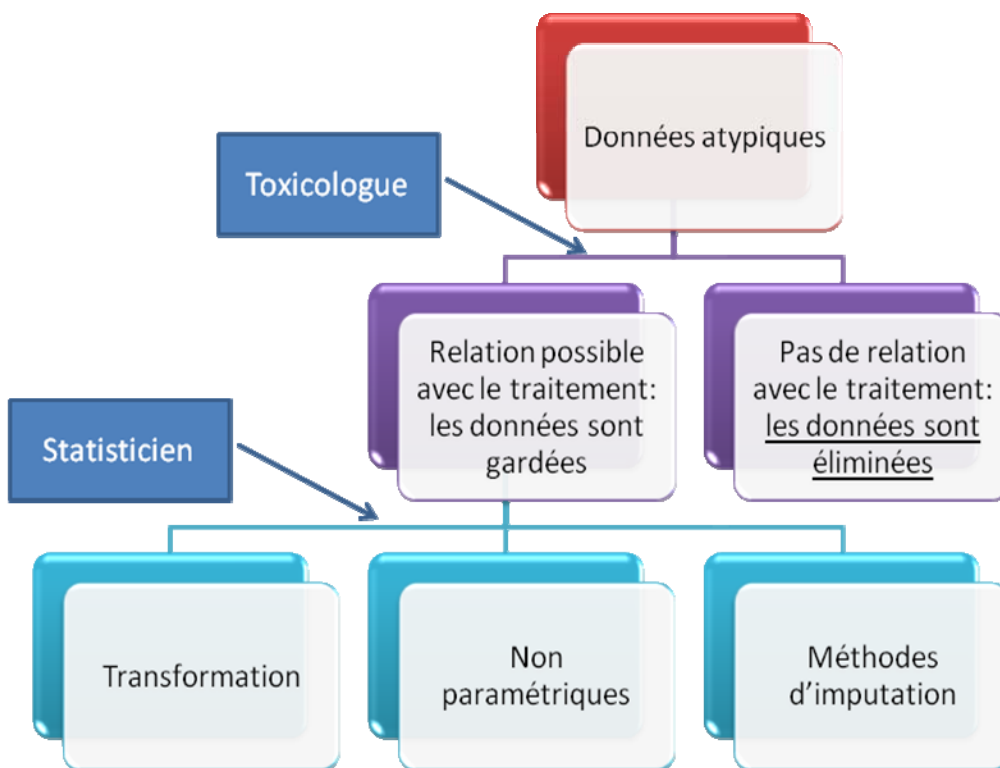 Données atypiques
Toxicologue
Relation possible
avec le traitement:
les données sont
gardées
Pas de relation
avec le traitement:
les données sont
éliminées
Statisticien
Transformation
Non
paramétriques
Méthodes
d'imputation